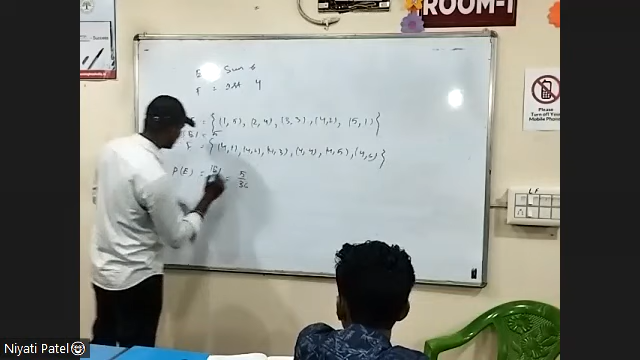 ROOM-1
Success
E Sum 6
F = 1st 4
= {(1, 5), (2, 4), (3, 3), (4, 2), (5, 1)}
= 5
F = {(4, 1), (4, 2), (4, 3), (4, 4), (4, 5), (4, 6)}
P(E) = = 5/36
Please
Turn off Your
Mobile Phone
Niyati Patel😊